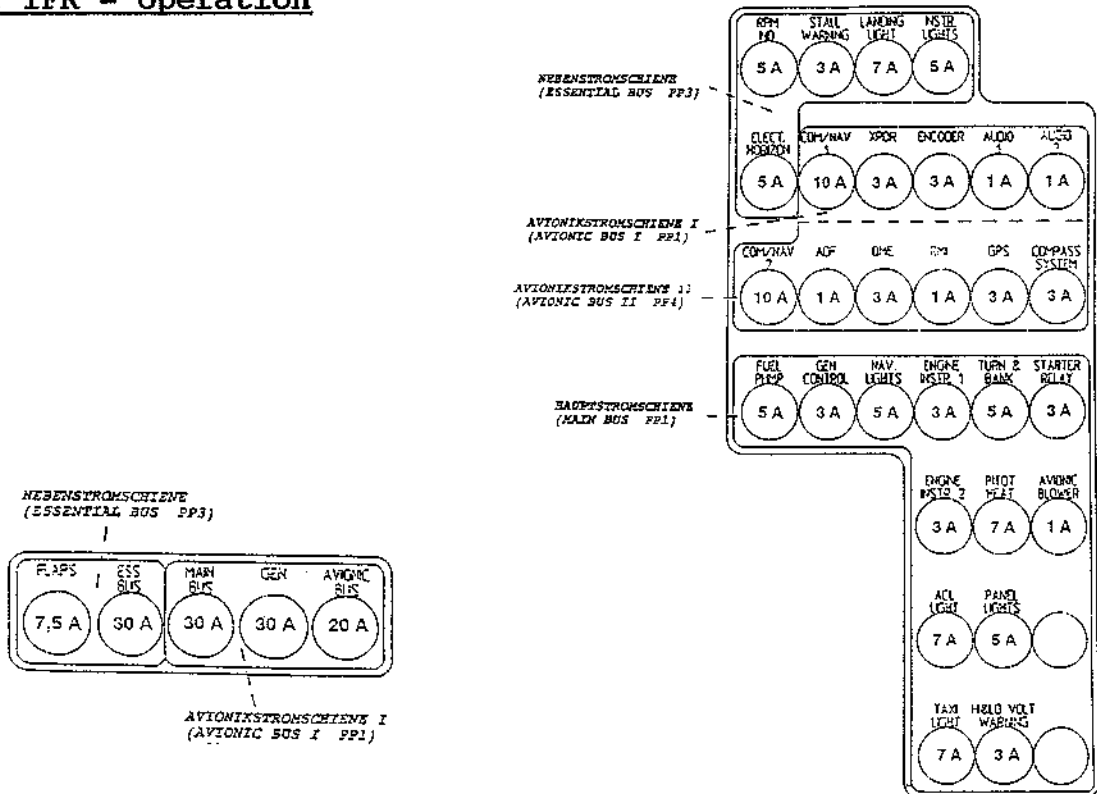 IFR - Operation
RPM STALL LANDING INSTR.
WARNING LIGHT LIGHTS
5 A 3 A 7 A 5 A
NEBENSTROMSCHIENE
(ESSENTIAL BUS PP3)
ELECT. COM/NAV XPDR ENCODER AUDIO AUDIO
HORIZON 1 1 2
5 A 10 A 3 A 3 A 1 A 1 A
AVIONIKSTROMSCHIENE I
(AVIONIC BUS I PP1)
COM/NAV ADF DME RMI GPS COMPASS
2 SYSTEM
10 A 1 A 3 A 1 A 3 A 3 A
AVIONIKSTROMSCHIENE II
(AVIONIC BUS II PP4)
FUEL GEN NAV. ENGINE TURN & STARTER
PUMP CONTROL LIGHTS INSTR. 1 BANK RELAY
5 A 3 A 5 A 3 A 5 A 3 A
HAUPTSTROMSCHIENE
(MAIN BUS PP1)
ENGINE PITOT AVIONIC
INSTR. 2 HEAT BLOWER
3 A 7 A 1 A
ACL PANEL
LIGHT LIGHTS
7 A 5 A
TAXI HI&LO VOLT
LIGHT WARNING
7 A 3 A
NEBENSTROMSCHIENE
(ESSENTIAL BUS PP3)
FLAPS ESS MAIN GEN AVIONIC
BUS BUS BUS
7,5 A 30 A 30 A 30 A 20 A
AVIONIKSTROMSCHIENE I
(AVIONIC BUS I PP1)